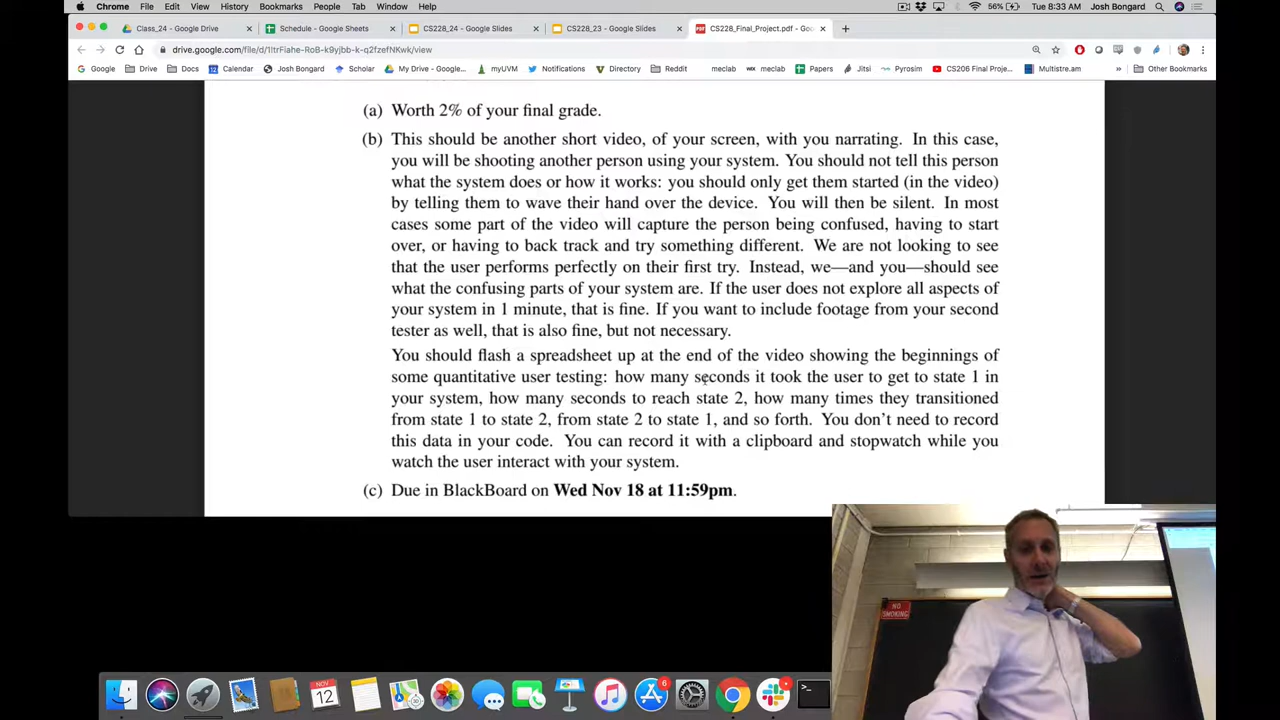 Chrome File Edit View History Bookmarks People Tab Window Help 56% Tue 8:33 AM Josh Bongard
Class_24 - Google Drive Schedule - Google Sheets CS228_24 - Google Slides CS228_23 - Google Slides CS228_Final_Project.pdf - Goo
drive.google.com/file/d/1ltrFiahe-RoB-k9yjbb-k-q2fzefNKwk/view
Google Drive Docs Calendar Josh Bongard Scholar My Drive - Google... myUVM Notifications Directory Reddit meclab meclab Papers Jitsi Pyrosim CS206 Final Proje... Multistre.am » Other Bookmarks
(a) Worth 2% of your final grade.
(b) This should be another short video, of your screen, with you narrating. In this case,
you will be shooting another person using your system. You should not tell this person
what the system does or how it works: you should only get them started (in the video)
by telling them to wave their hand over the device. You will then be silent. In most
cases some part of the video will capture the person being confused, having to start
over, or having to back track and try something different. We are not looking to see
that the user performs perfectly on their first try. Instead, we—and you—should see
what the confusing parts of your system are. If the user does not explore all aspects of
your system in 1 minute, that is fine. If you want to include footage from your second
tester as well, that is also fine, but not necessary.
You should flash a spreadsheet up at the end of the video showing the beginnings of
some quantitative user testing: how many seconds it took the user to get to state 1 in
your system, how many seconds to reach state 2, how many times they transitioned
from state 1 to state 2, from state 2 to state 1, and so forth. You don't need to record
this data in your code. You can record it with a clipboard and stopwatch while you
watch the user interact with your system.
(c) Due in BlackBoard on Wed Nov 18 at 11:59pm.
NO
SMOKING
NOV
12
6